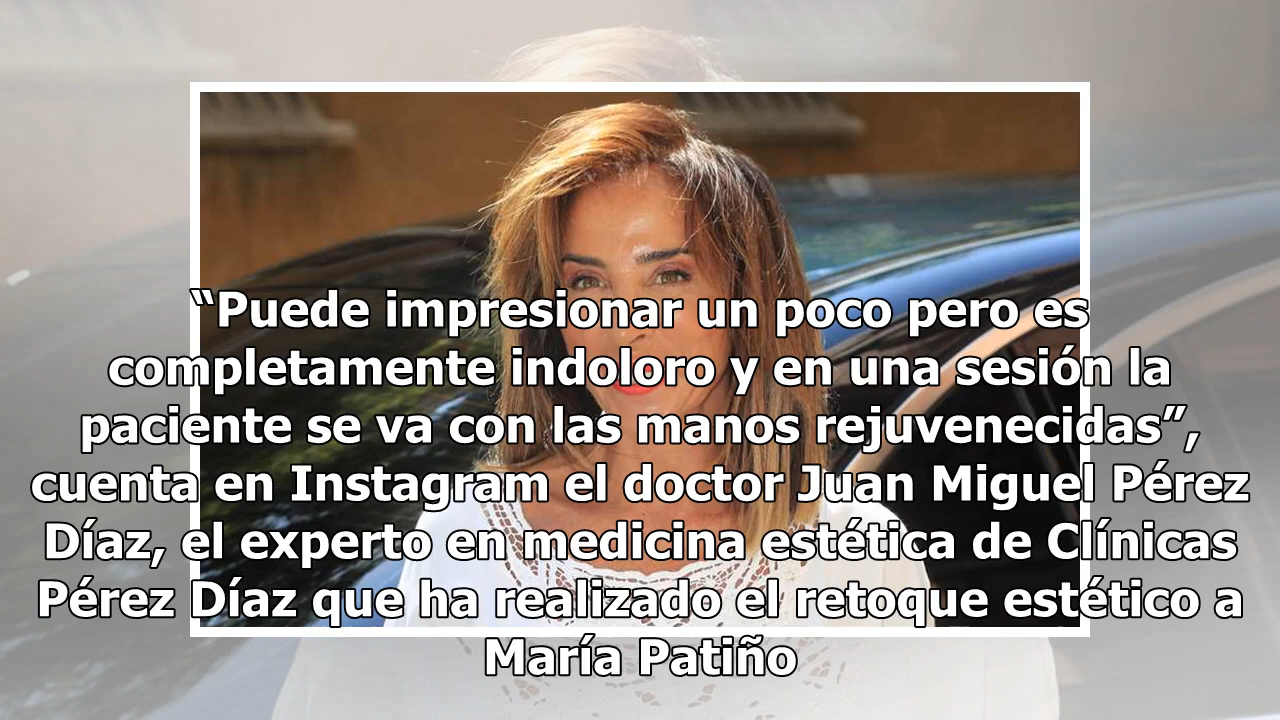 “Puede impresionar un poco pero es
completamente indoloro y en una sesión la
paciente se va con las manos rejuvenecidas”,
cuenta en Instagram el doctor Juan Miguel Pérez
Díaz, el experto en medicina estética de Clínicas
Pérez Díaz que ha realizado el retoque estético a
María Patiño